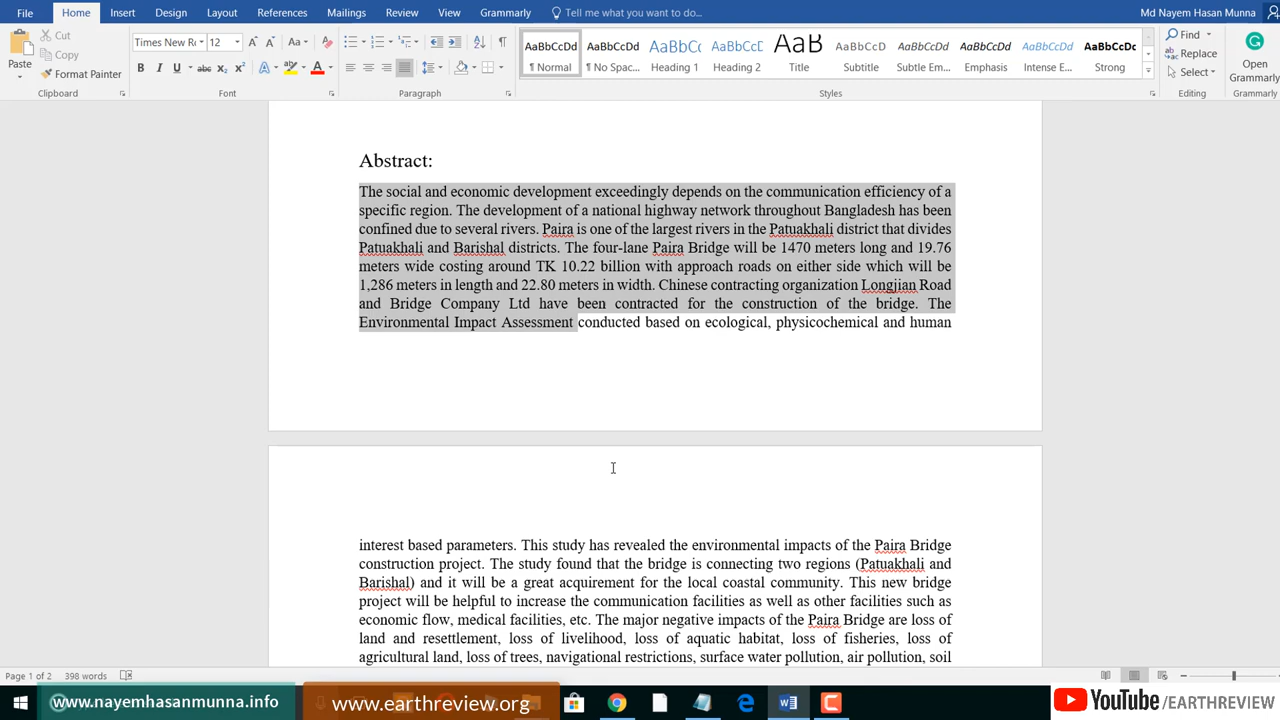 File Home Insert Design Layout References Mailings Review View Grammarly Tell me what you want to do... Md Nayem Hasan Munna
Cut Times New Ro 12 Aa AaBbCcDd AaBbCcDd AaBbCc AaBbCcE AaB AaBbCcD AaBbCcDd AaBbCcDd AaBbCcDd AaBbCcDc Find
Copy Replace Open
Paste Format Painter B I U abc x₂ x² A ¶ Normal ¶ No Spac... Heading 1 Heading 2 Title Subtitle Subtle Em... Emphasis Intense E... Strong Select Grammarly
Clipboard Font Paragraph Styles Editing Grammarly
Abstract:
The social and economic development exceedingly depends on the communication efficiency of a
specific region. The development of a national highway network throughout Bangladesh has been
confined due to several rivers. Paira is one of the largest rivers in the Patuakhali district that divides
Patuakhali and Barishal districts. The four-lane Paira Bridge will be 1470 meters long and 19.76
meters wide costing around TK 10.22 billion with approach roads on either side which will be
1,286 meters in length and 22.80 meters in width. Chinese contracting organization Longjian Road
and Bridge Company Ltd have been contracted for the construction of the bridge. The
Environmental Impact Assessment conducted based on ecological, physicochemical and human
interest based parameters. This study has revealed the environmental impacts of the Paira Bridge
construction project. The study found that the bridge is connecting two regions (Patuakhali and
Barishal) and it will be a great acquirement for the local coastal community. This new bridge
project will be helpful to increase the communication facilities as well as other facilities such as
economic flow, medical facilities, etc. The major negative impacts of the Paira Bridge are loss of
land and resettlement, loss of livelihood, loss of aquatic habitat, loss of fisheries, loss of
agricultural land, loss of trees, navigational restrictions, surface water pollution, air pollution, soil
Page 1 of 2 398 words
www.nayemhasanmunna.info www.earthreview.org YouTube/EARTHREVIEW